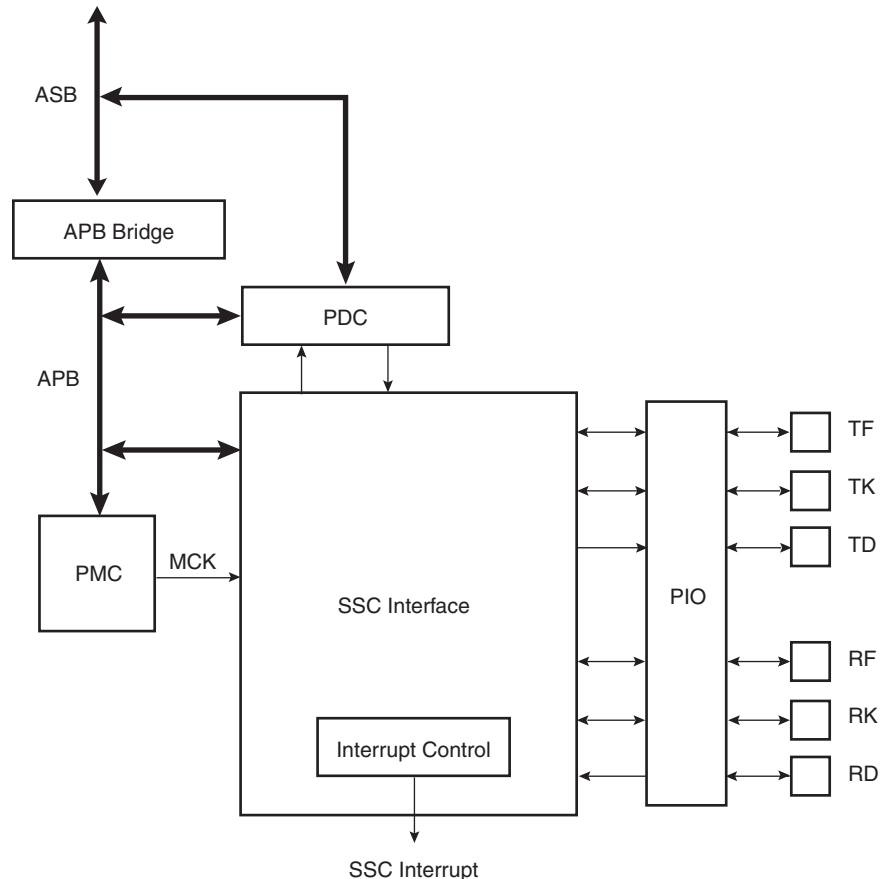 ASB
APB Bridge
PDC
APB
TF
TK
PMC
MCK
TD
SSC Interface
PIO
RF
RK
Interrupt Control
RD
SSC Interrupt